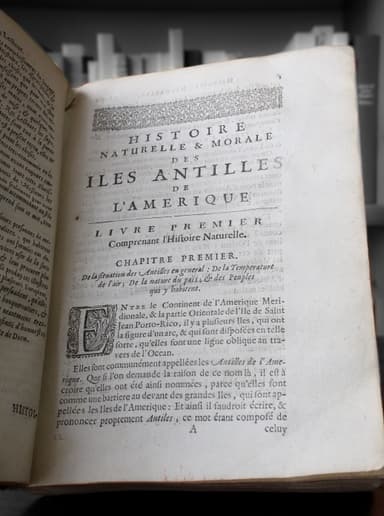 HISTOIRE
NATURELLE & MORALE
DES
ILES ANTILLES
DE
L'AMERIQUE
LIVRE PREMIER
Comprenant l'Histoire Naturelle.
CHAPITRE PREMIER.
De la situation des Antilles en general : De la Temperature
de l'air; De la nature du païs; & des Peuples
qui y habitent.
ENTRE le Continent de l'Amerique Meri-
dionale, & la partie Orientale de l'Ile de Saint
Jean Porto-Rico, il y a plusieurs Iles, qui ont
la figure d'un arc, & qui sont disposées en telle
sorte, qu'elles font une ligne oblique au tra-
vers de l'Ocean.
Elles sont communément appellées les Antilles de l'Ame-
rique. Que si l'on demande la raison de ce nom là, il est à
croire qu'elles ont été ainsi nommées, parce qu'elles font
comme une barriere au devant des grandes Iles, qui sont ap-
pellées les Iles de l'Amerique: Et ainsi il faudroit écrire, &
prononcer proprement Antiles, ce mot étant composé de
A celuy